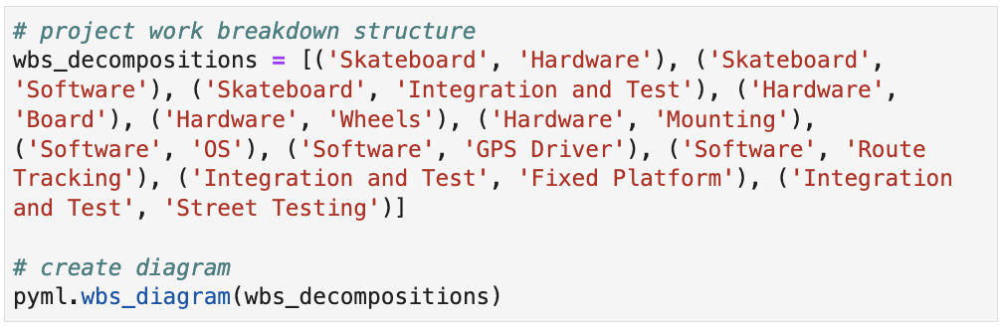 # project work breakdown structure
wbs_decompositions = [('Skateboard', 'Hardware'), ('Skateboard',
'Software'), ('Skateboard', 'Integration and Test'), ('Hardware',
'Board'), ('Hardware', 'Wheels'), ('Hardware', 'Mounting'),
('Software', 'OS'), ('Software', 'GPS Driver'), ('Software', 'Route
Tracking'), ('Integration and Test', 'Fixed Platform'), ('Integration
and Test', 'Street Testing')]
# create diagram
pyml.wbs_diagram(wbs_decompositions)